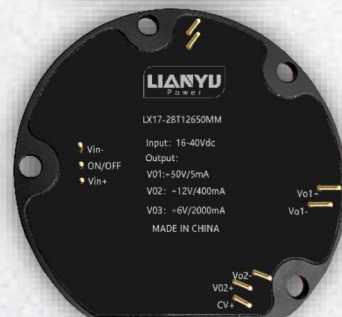 LIANYU
Power
LX17-28T12650MM
Input: 16-40Vdc
Output:
V01:+50V/5mA
V02: +12V/400mA
V03: +6V/2000mA
MADE IN CHINA
Vin-
ON/OFF
Vin+
Vo1+
Vo1-
Vo2-
V02+
CV+